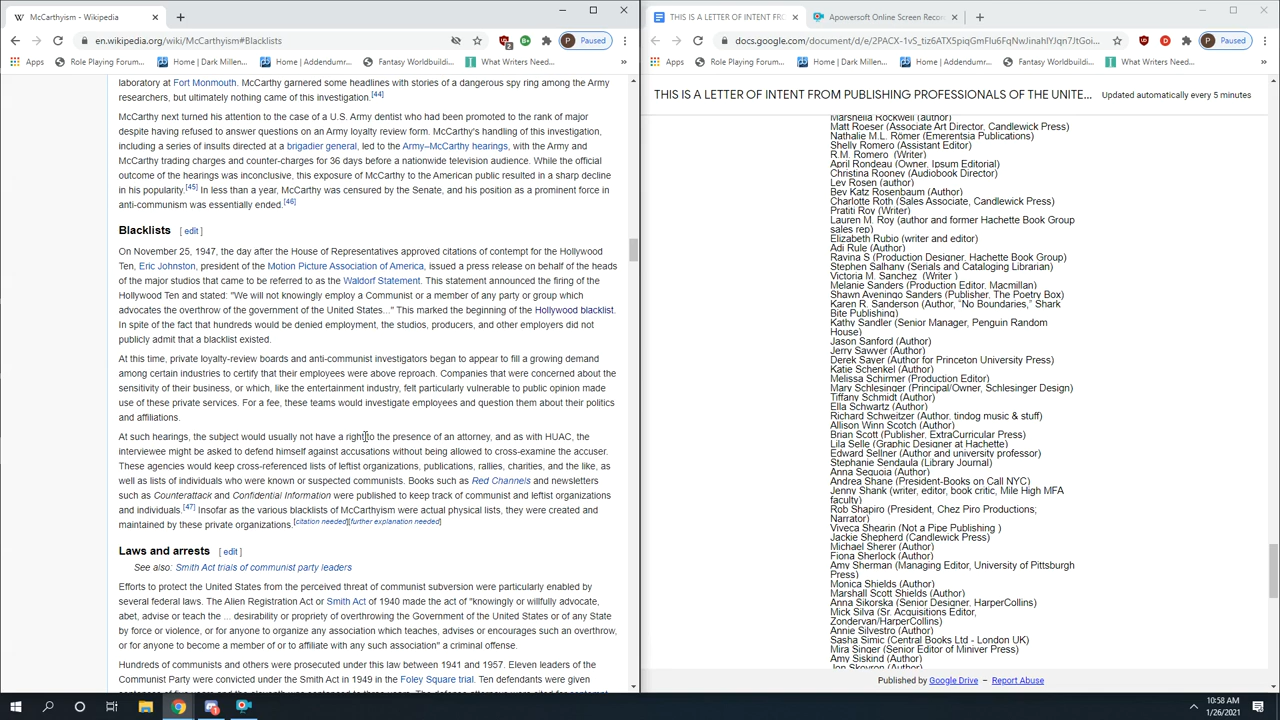 McCarthyism - Wikipedia
en.wikipedia.org/wiki/McCarthyism#Blacklists
Paused
Apps
Role Playing Forum...
Home | Dark Millen...
Home | Addendumr...
Fantasy Worldbuildi...
What Writers Need...
laboratory at Fort Monmouth. McCarthy garnered some headlines with stories of a dangerous spy ring among the Army
researchers, but ultimately nothing came of this investigation.[44]
McCarthy next turned his attention to the case of a U.S. Army dentist who had been promoted to the rank of major
despite having refused to answer questions on an Army loyalty review form. McCarthy's handling of this investigation,
including a series of insults directed at a brigadier general, led to the Army–McCarthy hearings, with the Army and
McCarthy trading charges and counter-charges for 36 days before a nationwide television audience. While the official
outcome of the hearings was inconclusive, this exposure of McCarthy to the American public resulted in a sharp decline
in his popularity.[45] In less than a year, McCarthy was censured by the Senate, and his position as a prominent force in
anti-communism was essentially ended.[46]
Blacklists [ edit ]
On November 25, 1947, the day after the House of Representatives approved citations of contempt for the Hollywood
Ten, Eric Johnston, president of the Motion Picture Association of America, issued a press release on behalf of the heads
of the major studios that came to be referred to as the Waldorf Statement. This statement announced the firing of the
Hollywood Ten and stated: "We will not knowingly employ a Communist or a member of any party or group which
advocates the overthrow of the government of the United States..." This marked the beginning of the Hollywood blacklist.
In spite of the fact that hundreds would be denied employment, the studios, producers, and other employers did not
publicly admit that a blacklist existed.
At this time, private loyalty-review boards and anti-communist investigators began to appear to fill a growing demand
among certain industries to certify that their employees were above reproach. Companies that were concerned about the
sensitivity of their business, or which, like the entertainment industry, felt particularly vulnerable to public opinion made
use of these private services. For a fee, these teams would investigate employees and question them about their politics
and affiliations.
At such hearings, the subject would usually not have a right to the presence of an attorney, and as with HUAC, the
interviewee might be asked to defend himself against accusations without being allowed to cross-examine the accuser.
These agencies would keep cross-referenced lists of leftist organizations, publications, rallies, charities, and the like, as
well as lists of individuals who were known or suspected communists. Books such as Red Channels and newsletters
such as Counterattack and Confidential Information were published to keep track of communist and leftist organizations
and individuals.[47] Insofar as the various blacklists of McCarthyism were actual physical lists, they were created and
maintained by these private organizations.[citation needed][further explanation needed]
Laws and arrests [ edit ]
See also: Smith Act trials of communist party leaders
Efforts to protect the United States from the perceived threat of communist subversion were particularly enabled by
several federal laws. The Alien Registration Act or Smith Act of 1940 made the act of "knowingly or willfully advocate,
abet, advise or teach the ... desirability or propriety of overthrowing the Government of the United States or of any State
by force or violence, or for anyone to organize any association which teaches, advises or encourages such an overthrow,
or for anyone to become a member of or to affiliate with any such association" a criminal offense.
Hundreds of communists and others were prosecuted under this law between 1941 and 1957. Eleven leaders of the
Communist Party were convicted under the Smith Act in 1949 in the Foley Square trial. Ten defendants were given
THIS IS A LETTER OF INTENT FRO
Apowersoft Online Screen Recor
docs.google.com/document/d/e/2PACX-1vS_tiz6ATX5piqGmFlu6FqNwJinahIYJqn7JtGoi...
Paused
Apps
Role Playing Forum...
Home | Dark Millen...
Home | Addendumr...
Fantasy Worldbuildi...
What Writers Need...
THIS IS A LETTER OF INTENT FROM PUBLISHING PROFESSIONALS OF THE UNITE...
Updated automatically every 5 minutes
Marshella Rockwell (author)
Matt Roeser (Associate Art Director, Candlewick Press)
Nathalie M.L. Römer (Emerentsia Publications)
Shelly Romero (Assistant Editor)
R.M. Romero (Writer)
April Rondeau (Owner, Ipsum Editorial)
Christina Rooney (Audiobook Director)
Lev Rosen (author)
Bev Katz Rosenbaum (Author)
Charlotte Roth (Sales Associate, Candlewick Press)
Pratiti Roy (Writer)
Lauren M. Roy (author and former Hachette Book Group
sales rep)
Elizabeth Rubio (writer and editor)
Adi Rule (Author)
Ravina S (Production Designer, Hachette Book Group)
Stephen Salhany (Serials and Cataloging Librarian)
Victoria M. Sanchez (Writer )
Melanie Sanders (Production Editor, Macmillan)
Shawn Aveningo Sanders (Publisher, The Poetry Box)
Karen R. Sanderson (Author, "No Boundaries," Shark
Bite Publishing)
Kathy Sandler (Senior Manager, Penguin Random
House)
Jason Sanford (Author)
Jerry Sawyer (Author)
Derek Sayer (Author for Princeton University Press)
Katie Schenkel (Author)
Melissa Schirmer (Production Editor)
Mary Schlesinger (Principal/Owner, Schlesinger Design)
Tiffany Schmidt (Author)
Ella Schwartz (Author)
Richard Schweitzer (Author, tindog music & stuff)
Allison Winn Scotch (Author)
Brian Scott (Publisher, ExtraCurricular Press)
Lila Selle (Graphic Designer at Hachette)
Edward Sellner (Author and university professor)
Stephanie Sendaula (Library Journal)
Anna Sequoia (Author)
Andrea Shane (President-Books on Call NYC)
Jenny Shank (writer, editor, book critic, Mile High MFA
faculty)
Rob Shapiro (President, Chez Piro Productions;
Narrator)
Viveca Shearin (Not a Pipe Publishing )
Jackie Shepherd (Candlewick Press)
Michael Sherer (Author)
Fiona Sherlock (Author)
Amy Sherman (Managing Editor, University of Pittsburgh
Press)
Monica Shields (Author)
Marshall Scott Shields (Author)
Anna Sikorska (Senior Designer, HarperCollins)
Mick Silva (Sr. Acquisitions Editor,
Zondervan/HarperCollins)
Annie Silvestro (Author)
Sasha Simic (Central Books Ltd - London UK)
Mira Singer (Senior Editor of Miniver Press)
Amy Siskind (Author)
Published by Google Drive – Report Abuse
10:58 AM
1/26/2021